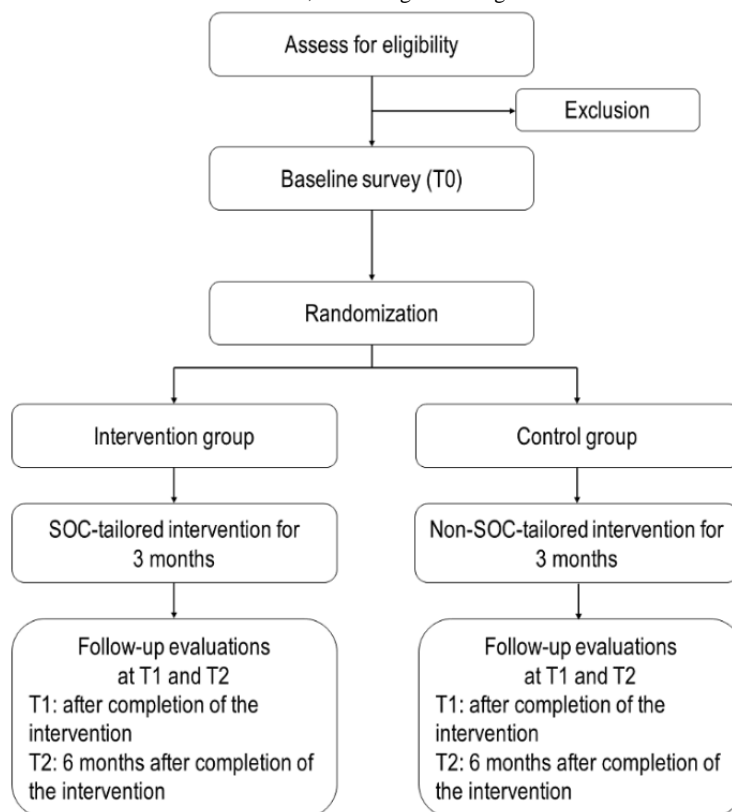 Assess for eligibility
Exclusion
Baseline survey (T0)
Randomization
Intervention group
Control group
SOC-tailored intervention for
3 months
Non-SOC-tailored intervention for
3 months
Follow-up evaluations
at T1 and T2
T1: after completion of the
intervention
T2: 6 months after completion of
the intervention
Follow-up evaluations
at T1 and T2
T1: after completion of the
intervention
T2: 6 months after completion of
the intervention